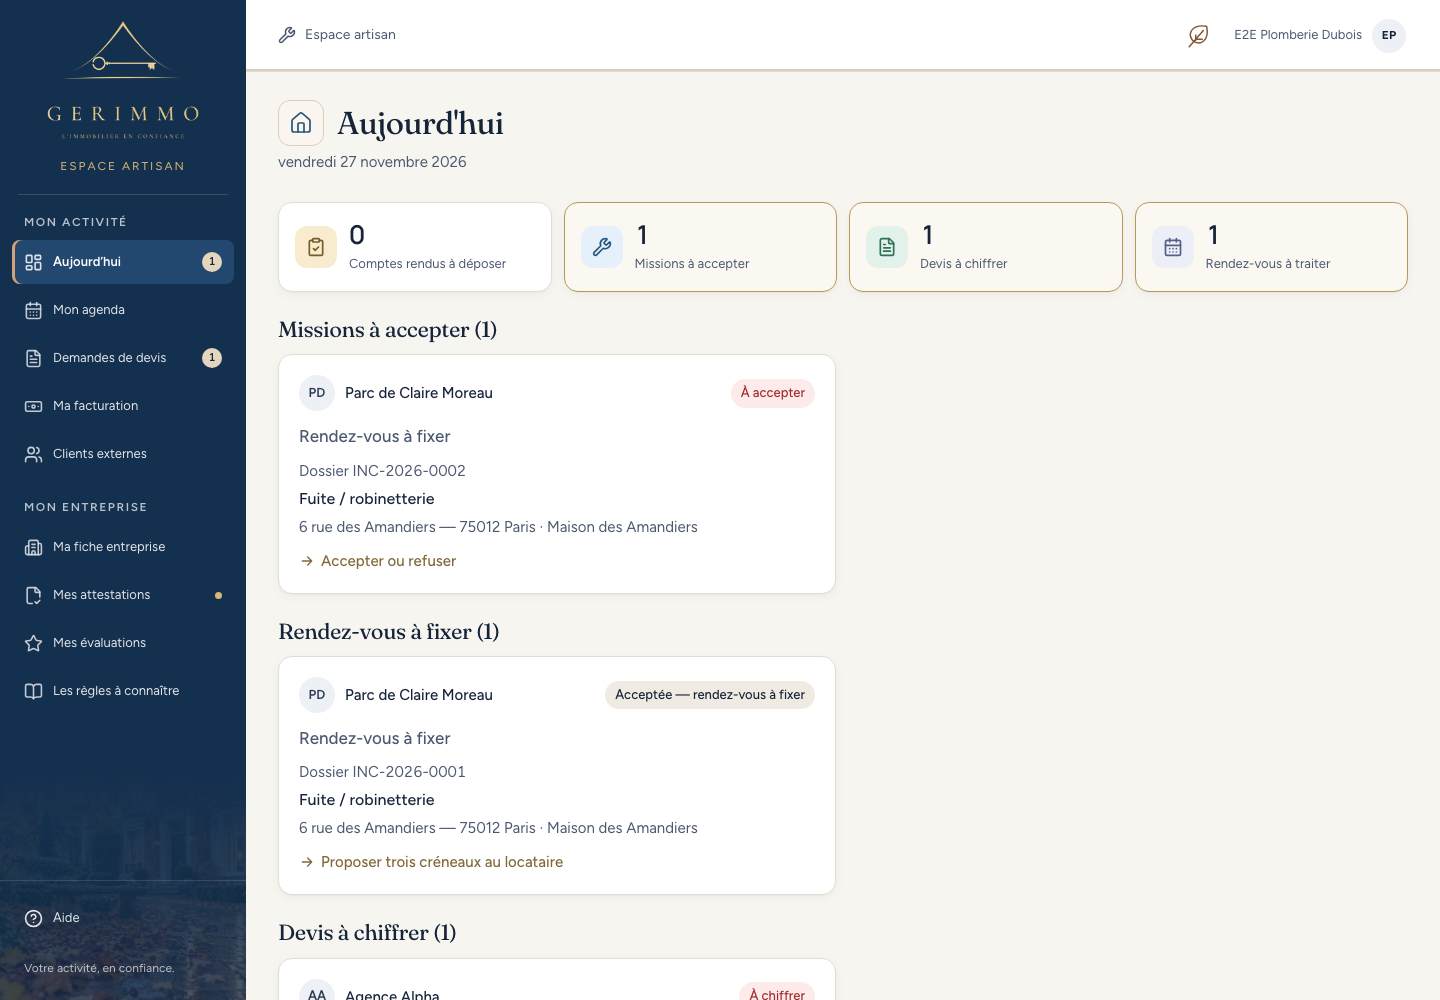 GERIMMO
L'IMMOBILIER EN CONFIANCE
ESPACE ARTISAN
MON ACTIVITÉ
Aujourd'hui 1
Mon agenda
Demandes de devis 1
Ma facturation
Clients externes
MON ENTREPRISE
Ma fiche entreprise
Mes attestations
Mes évaluations
Les règles à connaître
Aide
Votre activité, en confiance.
Espace artisan
E2E Plomberie Dubois EP
Aujourd'hui
vendredi 27 novembre 2026
0
Comptes rendus à déposer
1
Missions à accepter
1
Devis à chiffrer
1
Rendez-vous à traiter
Missions à accepter (1)
PD Parc de Claire Moreau À accepter
Rendez-vous à fixer
Dossier INC-2026-0002
Fuite / robinetterie
6 rue des Amandiers — 75012 Paris · Maison des Amandiers
→ Accepter ou refuser
Rendez-vous à fixer (1)
PD Parc de Claire Moreau Acceptée — rendez-vous à fixer
Rendez-vous à fixer
Dossier INC-2026-0001
Fuite / robinetterie
6 rue des Amandiers — 75012 Paris · Maison des Amandiers
→ Proposer trois créneaux au locataire
Devis à chiffrer (1)
AA Agence Alpha À chiffrer